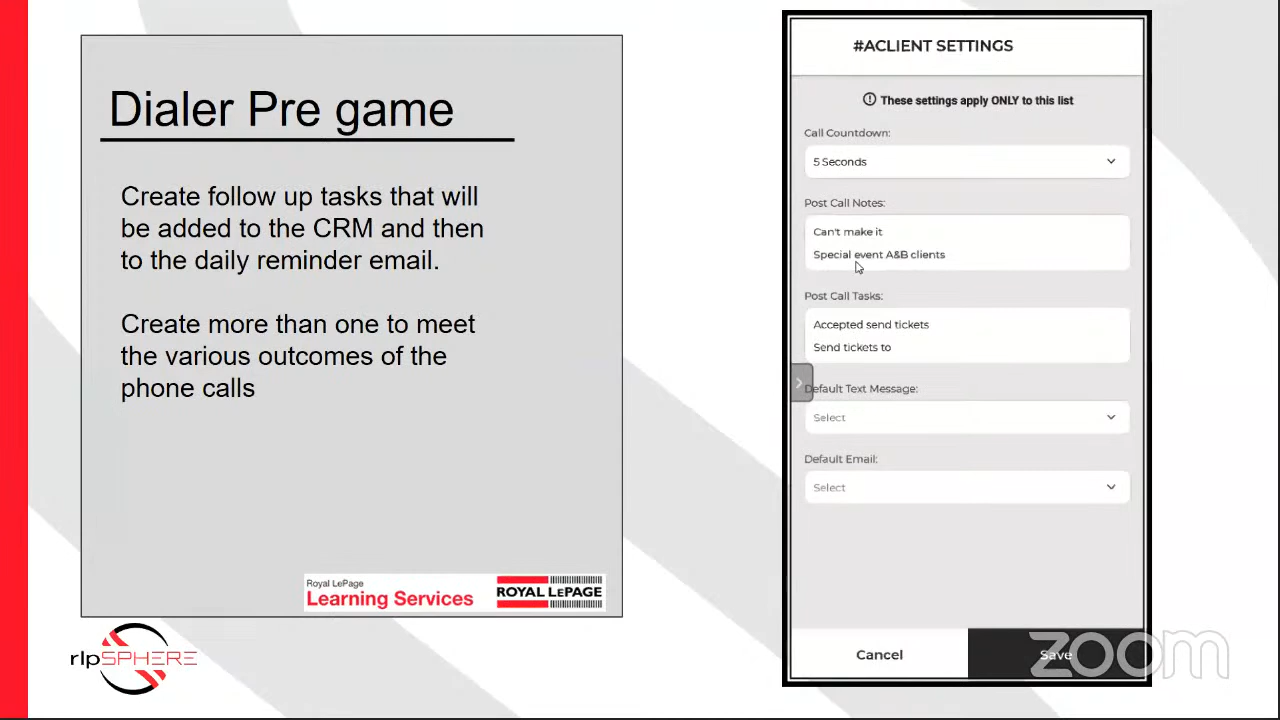 Dialer Pre game
Create follow up tasks that will
be added to the CRM and then
to the daily reminder email.
Create more than one to meet
the various outcomes of the
phone calls
Royal LePage
Learning Services
ROYAL LEPAGE
rlpSPHERE
#ACLIENT SETTINGS
These settings apply ONLY to this list
Call Countdown:
5 Seconds
Post Call Notes:
Can't make it
Special event A&B clients
Post Call Tasks:
Accepted send tickets
Send tickets to
Default Text Message:
Select
Default Email:
Select
Cancel
Save
zoom